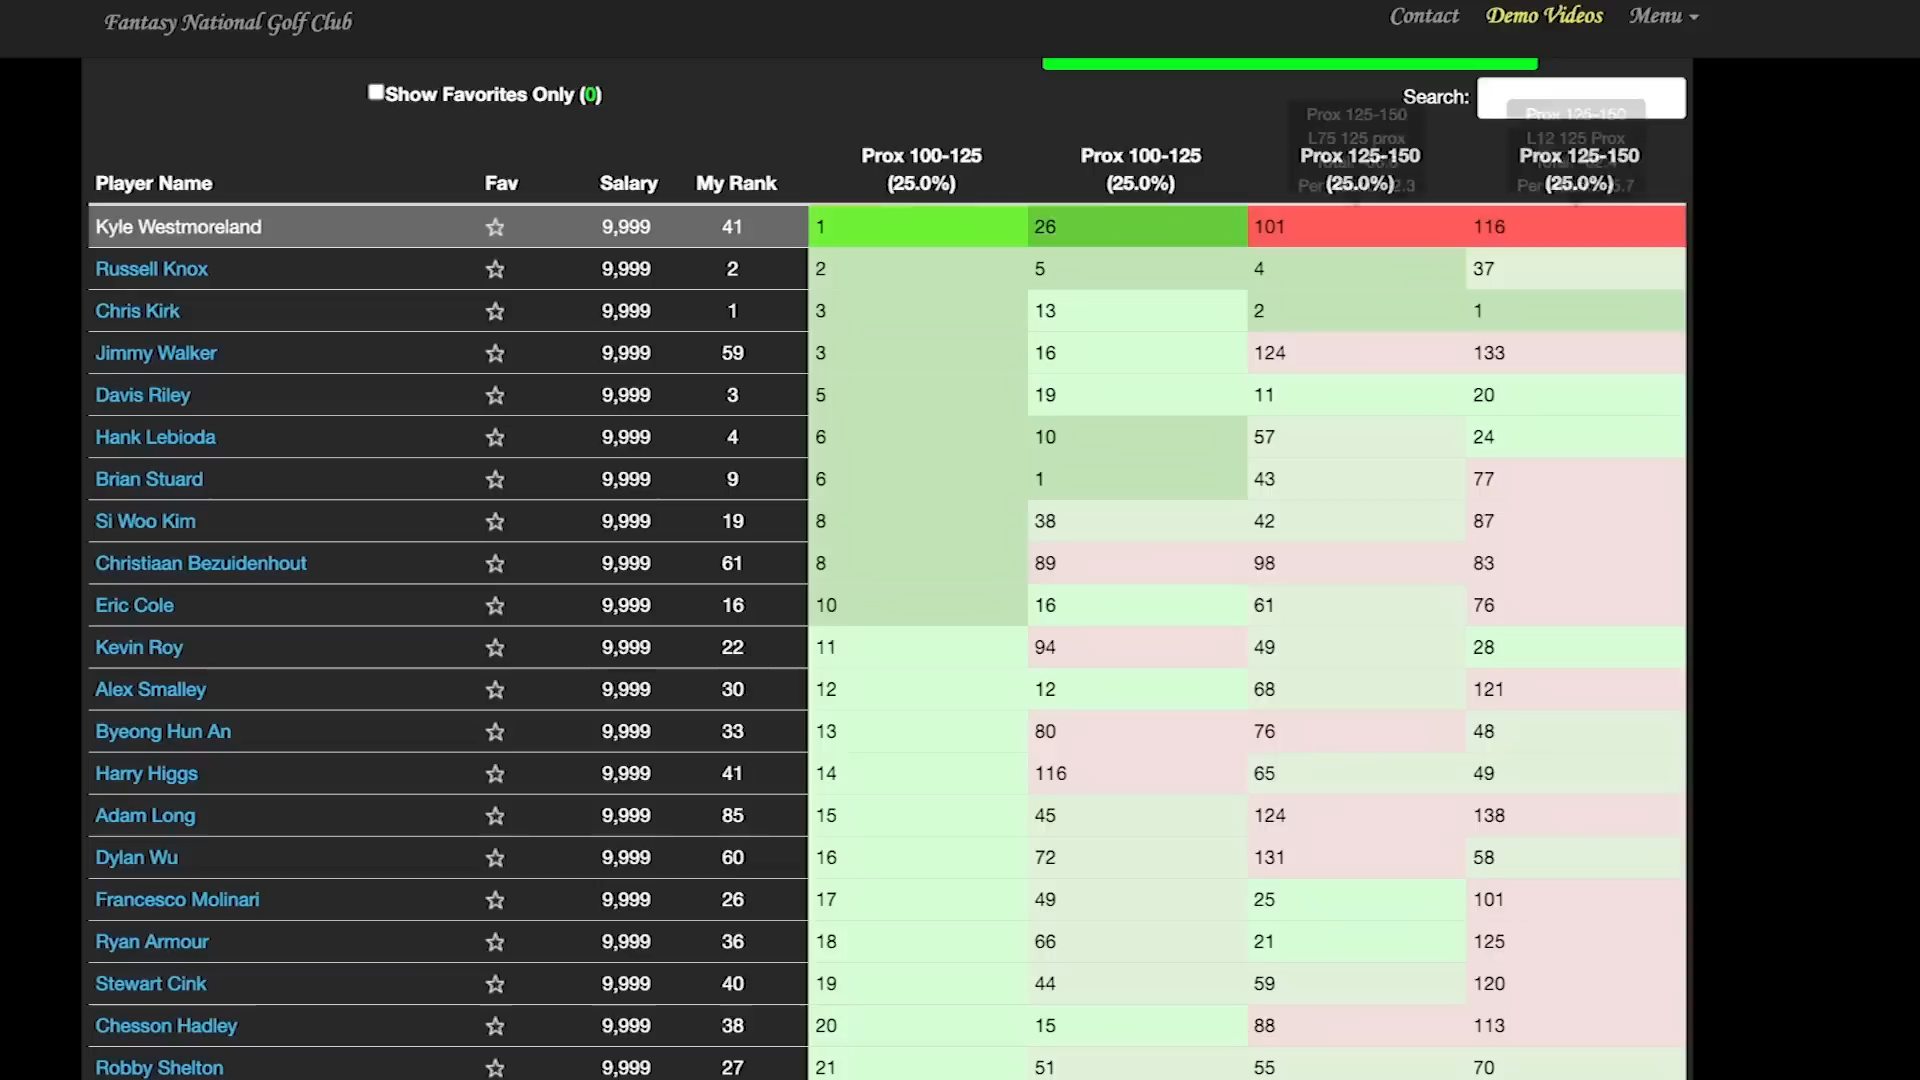 Fantasy National Golf Club
Contact Demo Videos Menu
Show Favorites Only (0)
Search:
Prox 125-150 Prox 125-150
L75 125 prox L12 125 Prox
Player Name Fav Salary My Rank Prox 100-125 (25.0%) Prox 100-125 (25.0%) Prox 125-150 (25.0%) Prox 125-150 (25.0%)
Kyle Westmoreland 9,999 41 1 26 101 116
Russell Knox 9,999 2 2 5 4 37
Chris Kirk 9,999 1 3 13 2 1
Jimmy Walker 9,999 59 3 16 124 133
Davis Riley 9,999 3 5 19 11 20
Hank Lebioda 9,999 4 6 10 57 24
Brian Stuard 9,999 9 6 1 43 77
Si Woo Kim 9,999 19 8 38 42 87
Christiaan Bezuidenhout 9,999 61 8 89 98 83
Eric Cole 9,999 16 10 16 61 76
Kevin Roy 9,999 22 11 94 49 28
Alex Smalley 9,999 30 12 12 68 121
Byeong Hun An 9,999 33 13 80 76 48
Harry Higgs 9,999 41 14 116 65 49
Adam Long 9,999 85 15 45 124 138
Dylan Wu 9,999 60 16 72 131 58
Francesco Molinari 9,999 26 17 49 25 101
Ryan Armour 9,999 36 18 66 21 125
Stewart Cink 9,999 40 19 44 59 120
Chesson Hadley 9,999 38 20 15 88 113
Robby Shelton 9,999 27 21 51 55 70